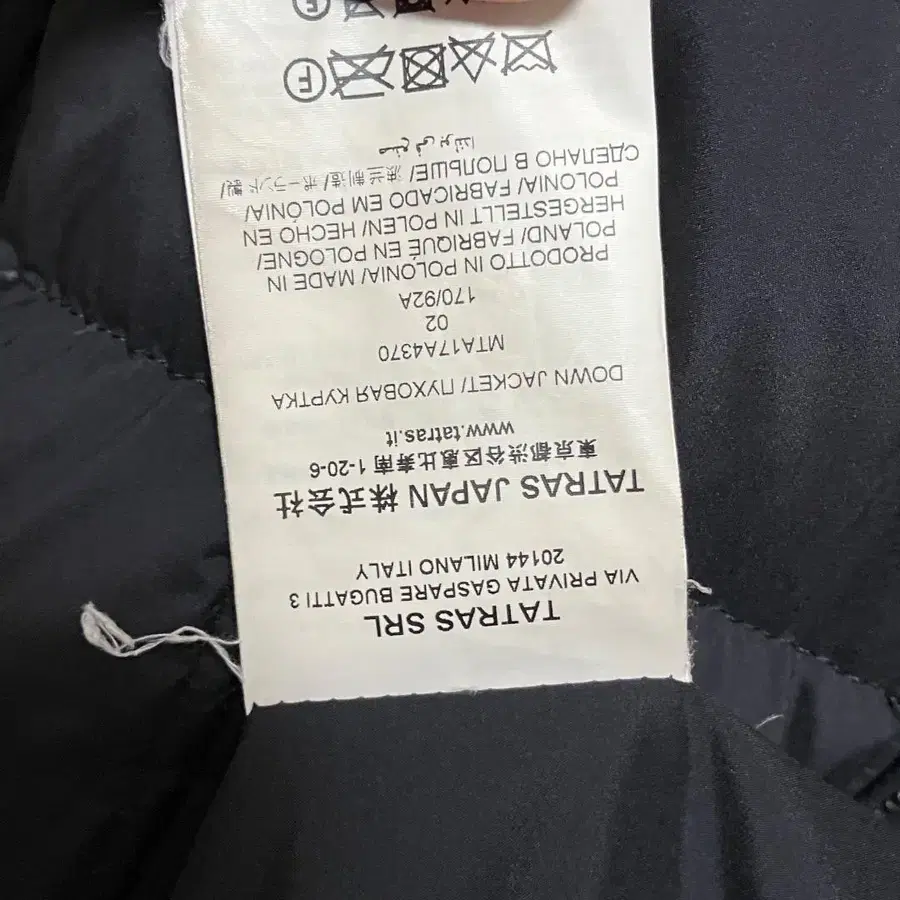 TATRAS SRL
VIA PRIVATA GASPARE BUGATTI 3
20144 MILANO ITALY
TATRAS JAPAN 株式会社
東京都渋谷区恵比寿南 1-20-6
www.tatras.it
DOWN JACKET/ ПУХОВАЯ КУРТКА
MTA17A4370
02
170/92A
PRODOTTO IN POLONIA/ MADE IN
POLAND/ FABRIQUÉ EN POLOGNE/
HERGESTELLT IN POLEN/ HECHO EN
POLONIA/ FABRICADO EM POLÓNIA/
СДЕЛАНО В ПОЛЬШЕ/ 波兰制造/ ポーランド製/
صنع في بولندا
F
F